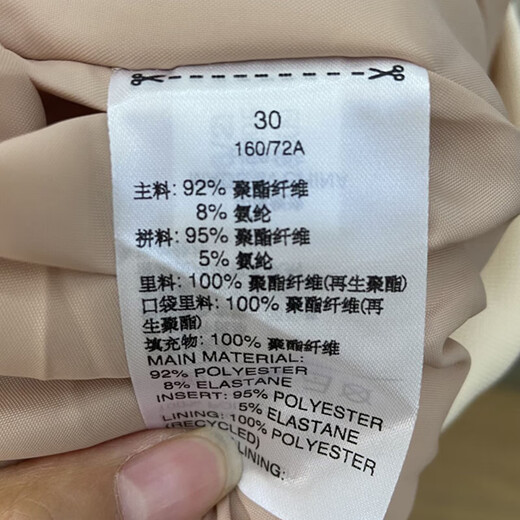 30
160/72A
主料: 92% 聚酯纤维
8% 氨纶
拼料: 95% 聚酯纤维
5% 氨纶
里料: 100% 聚酯纤维(再生聚酯)
口袋里料: 100% 聚酯纤维(再
生聚酯)
填充物: 100% 聚酯纤维
MAIN MATERIAL:
92% POLYESTER
8% ELASTANE
INSERT: 95% POLYESTER
5% ELASTANE
LINING: 100% POLYESTER
(RECYCLED)
LINING: